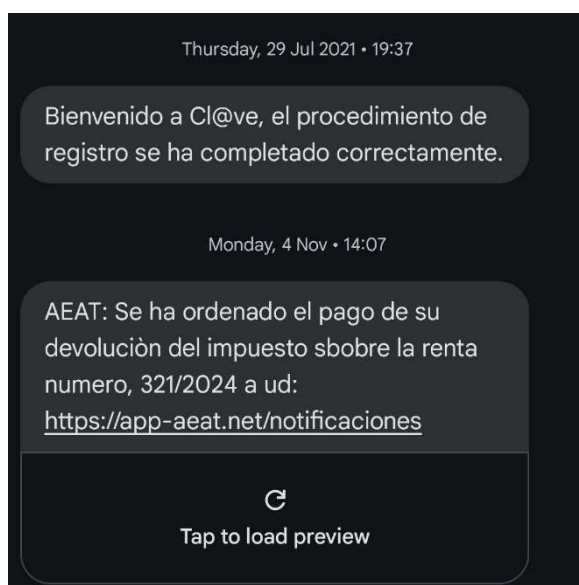 Thursday, 29 Jul 2021 • 19:37
Bienvenido a Cl@ve, el procedimiento de
registro se ha completado correctamente.
Monday, 4 Nov • 14:07
AEAT: Se ha ordenado el pago de su
devoluciòn del impuesto sbobre la renta
numero, 321/2024 a ud:
https://app-aeat.net/notificaciones
Tap to load preview